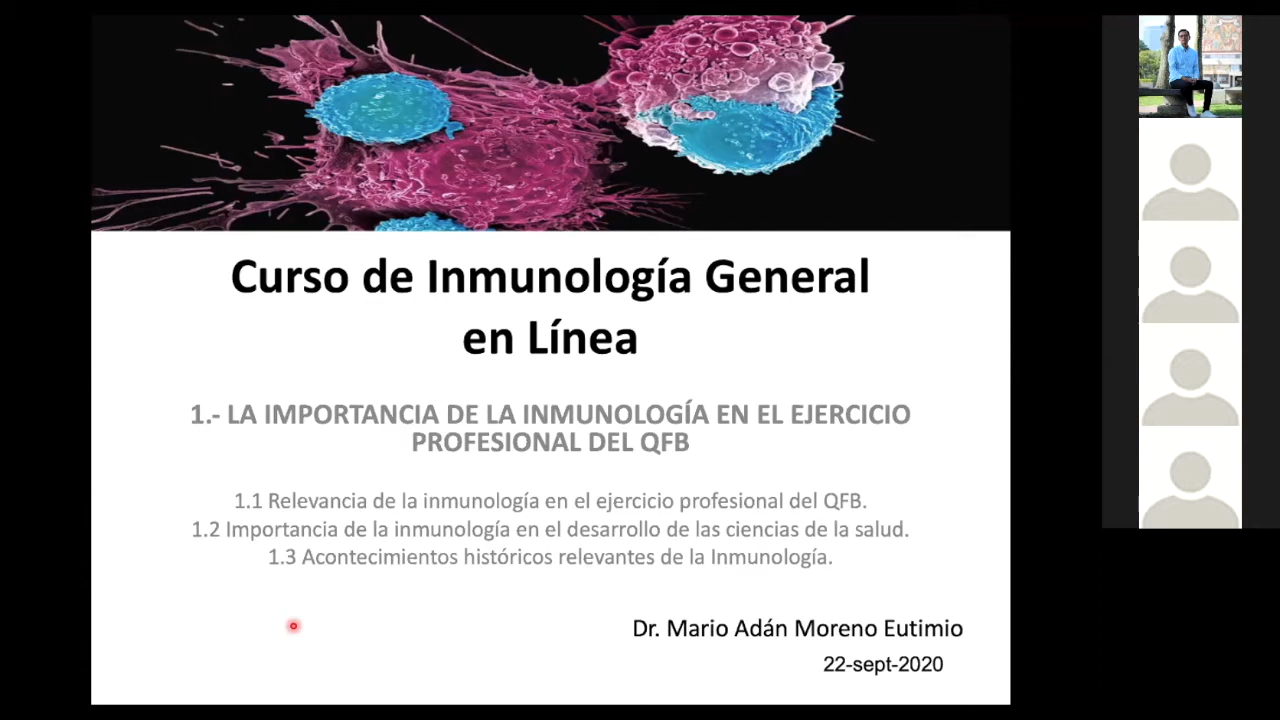 Curso de Inmunología General
en Línea
1.- LA IMPORTANCIA DE LA INMUNOLOGÍA EN EL EJERCICIO
PROFESIONAL DEL QFB
1.1 Relevancia de la inmunología en el ejercicio profesional del QFB.
1.2 Importancia de la inmunología en el desarrollo de las ciencias de la salud.
1.3 Acontecimientos históricos relevantes de la Inmunología.
Dr. Mario Adán Moreno Eutimio
22-sept-2020